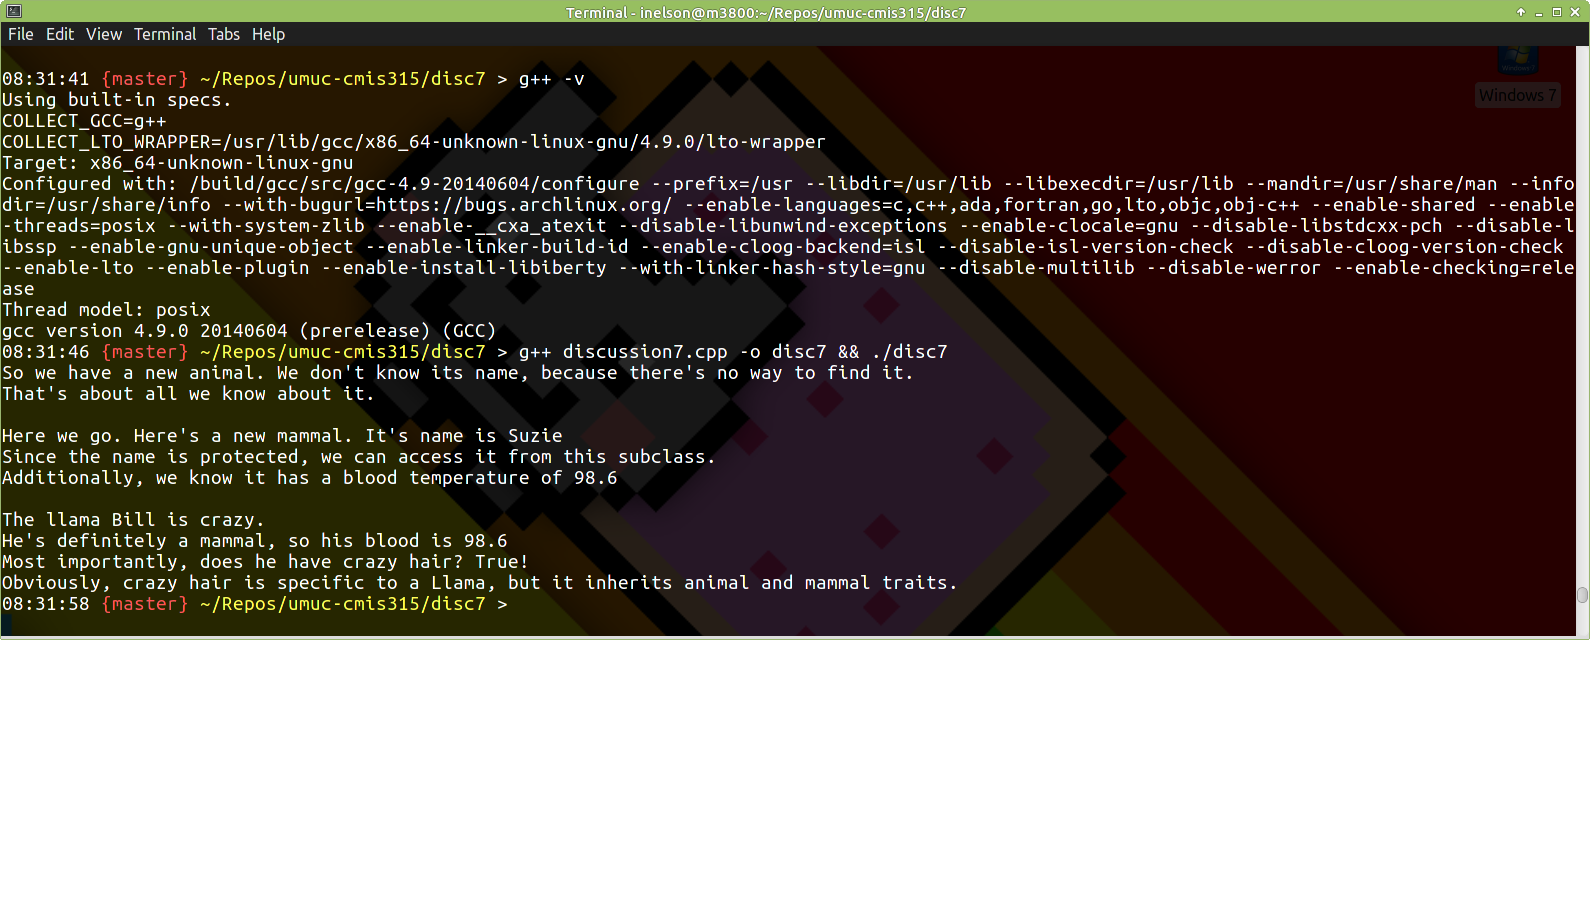 Terminal - inelson@m3800:~/Repos/umuc-cmis315/disc7
File Edit View Terminal Tabs Help
Windows 7
08:31:41 {master} ~/Repos/umuc-cmis315/disc7 > g++ -v
Using built-in specs.
COLLECT_GCC=g++
COLLECT_LTO_WRAPPER=/usr/lib/gcc/x86_64-unknown-linux-gnu/4.9.0/lto-wrapper
Target: x86_64-unknown-linux-gnu
Configured with: /build/gcc/src/gcc-4.9-20140604/configure --prefix=/usr --libdir=/usr/lib --libexecdir=/usr/lib --mandir=/usr/share/man --info
dir=/usr/share/info --with-bugurl=https://bugs.archlinux.org/ --enable-languages=c,c++,ada,fortran,go,lto,objc,obj-c++ --enable-shared --enable
-threads=posix --with-system-zlib --enable-__cxa_atexit --disable-libunwind-exceptions --enable-clocale=gnu --disable-libstdcxx-pch --disable-l
ibssp --enable-gnu-unique-object --enable-linker-build-id --enable-cloog-backend=isl --disable-isl-version-check --disable-cloog-version-check
--enable-lto --enable-plugin --enable-install-libiberty --with-linker-hash-style=gnu --disable-multilib --disable-werror --enable-checking=rele
ase
Thread model: posix
gcc version 4.9.0 20140604 (prerelease) (GCC)
08:31:46 {master} ~/Repos/umuc-cmis315/disc7 > g++ discussion7.cpp -o disc7 && ./disc7
So we have a new animal. We don't know its name, because there's no way to find it.
That's about all we know about it.
Here we go. Here's a new mammal. It's name is Suzie
Since the name is protected, we can access it from this subclass.
Additionally, we know it has a blood temperature of 98.6
The llama Bill is crazy.
He's definitely a mammal, so his blood is 98.6
Most importantly, does he have crazy hair? True!
Obviously, crazy hair is specific to a Llama, but it inherits animal and mammal traits.
08:31:58 {master} ~/Repos/umuc-cmis315/disc7 >